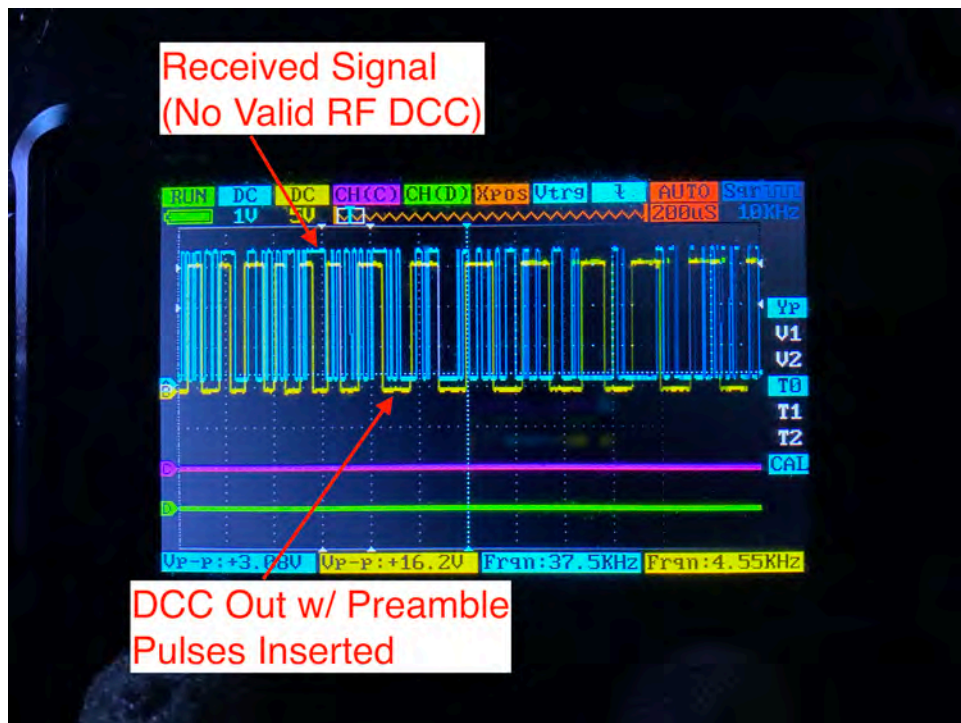 Received Signal
(No Valid RF DCC)
RUN DC DC CH(C) CH(D) Xpos Vtrg AUTO Sqr
1V 5V 200uS 10KHz
Yp
V1
V2
B T0
T1
T2
C CAL
D
Vp-p:+3.08V Vp-p:+16.2V Frqn:37.5KHz Frqn:4.55KHz
DCC Out w/ Preamble
Pulses Inserted